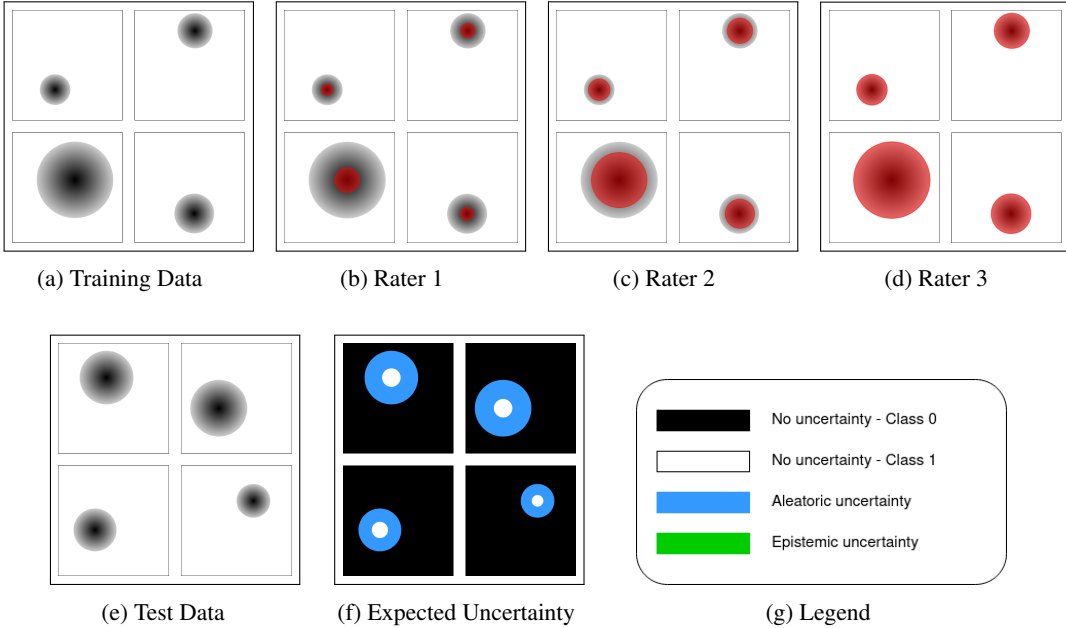 (a) Training Data
(b) Rater 1
(c) Rater 2
(d) Rater 3
No uncertainty - Class 0
No uncertainty - Class 1
Aleatoric uncertainty
Epistemic uncertainty
(e) Test Data
(f) Expected Uncertainty
(g) Legend